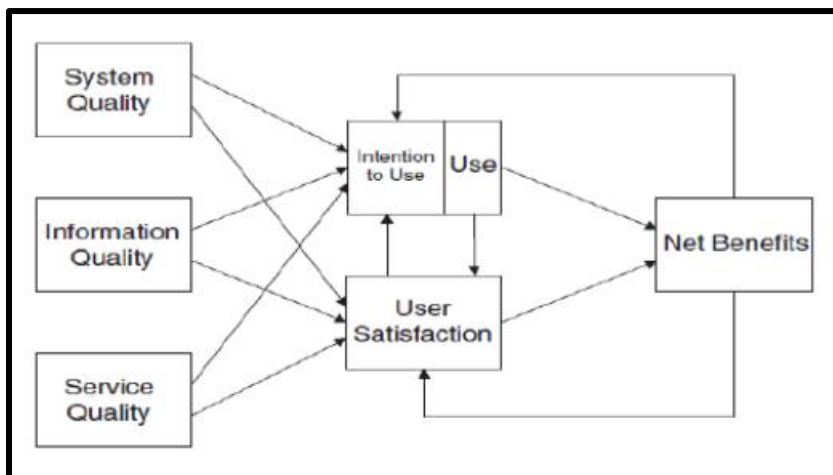 System
Quality
Information
Quality
Service
Quality
Intention
to Use
Use
User
Satisfaction
Net Benefits